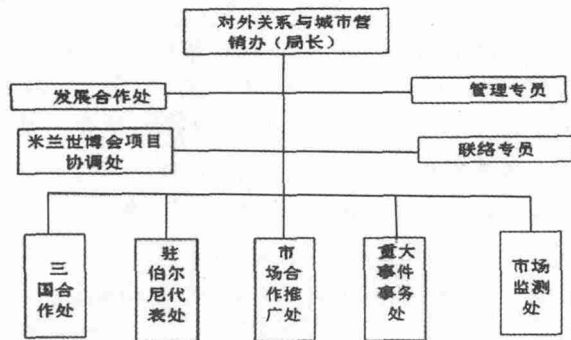 对外关系与城市营
销办（局长）
发展合作处
管理专员
米兰世博会项目
协调处
联络专员
三
国合
作处
驻
伯尔
尼代
表处
市
场合
作推
广处
重大
事件
事务
处
市场
监测
处